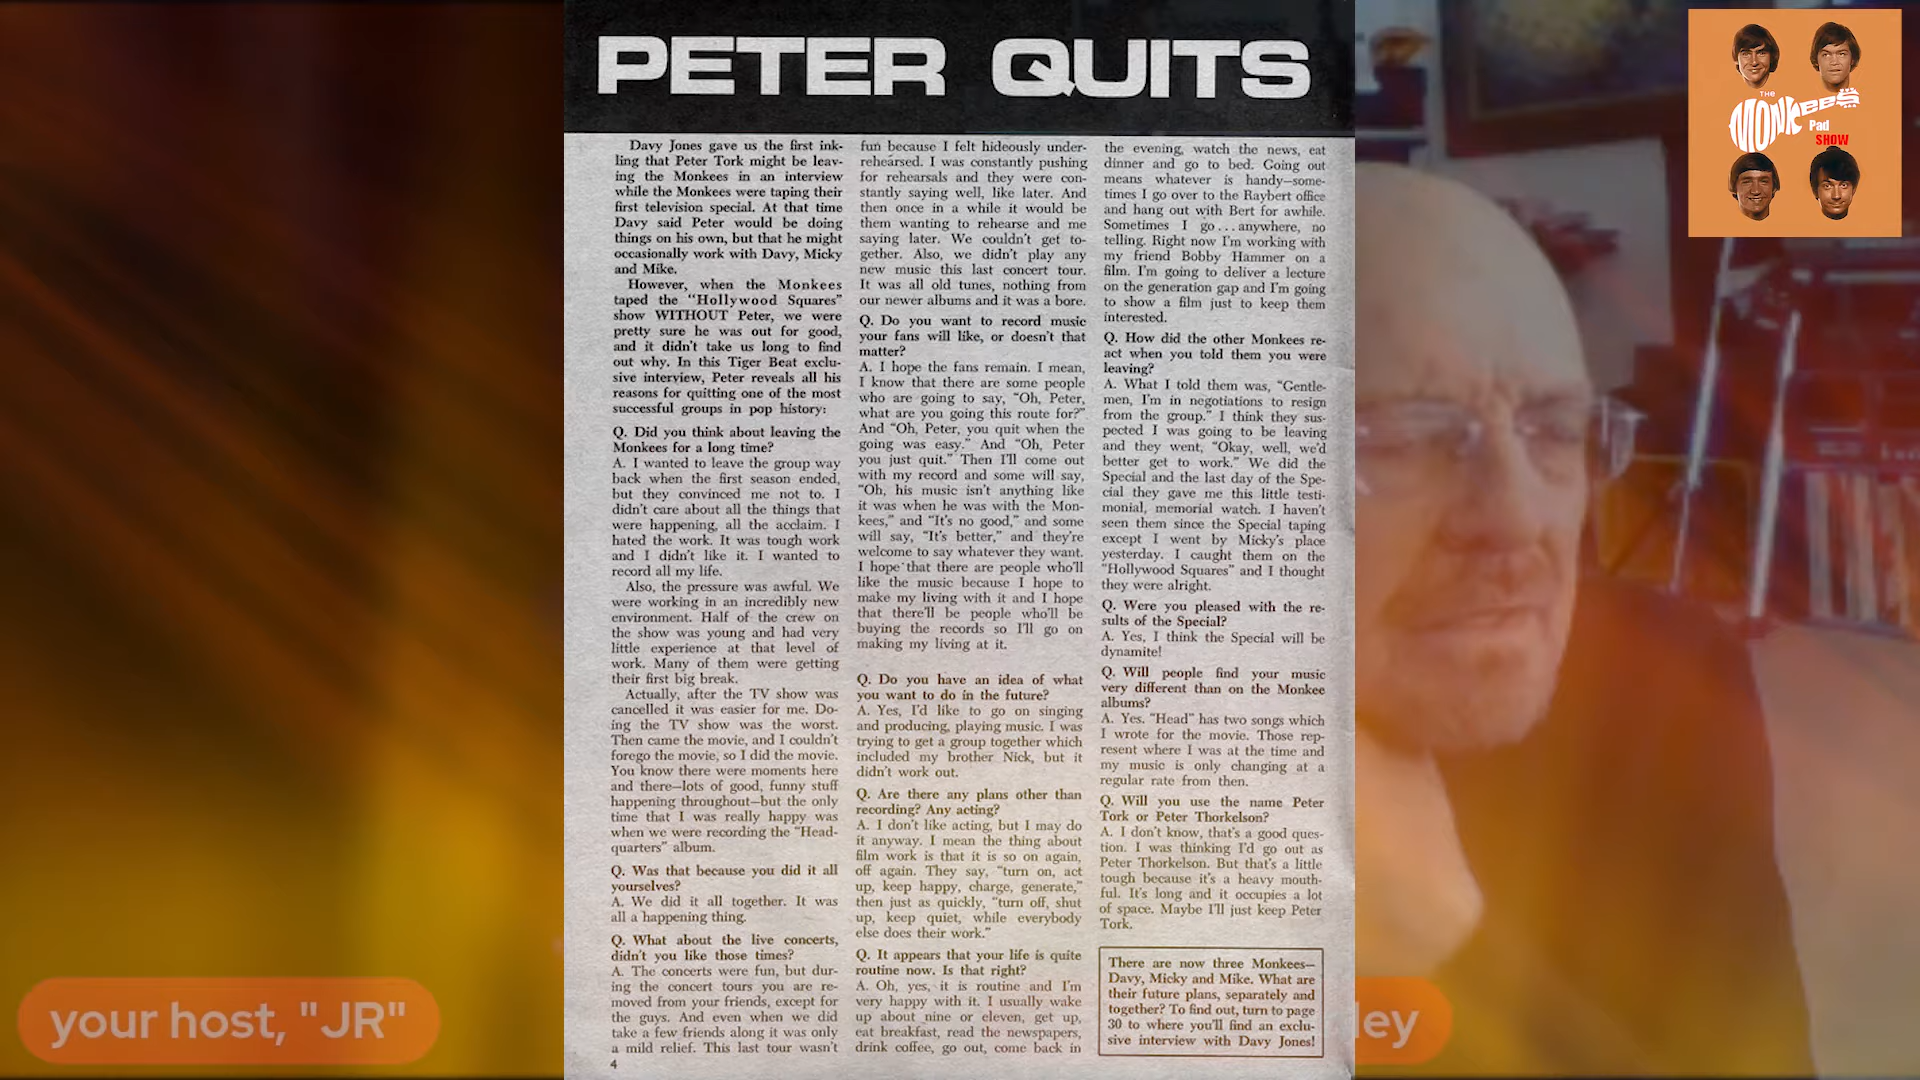 PETER QUITS
Davy Jones gave us the first ink-
ling that Peter Tork might be leav-
ing the Monkees in an interview
while the Monkees were taping their
first television special. At that time
Davy said Peter would be doing
things on his own, but that he might
occasionally work with Davy, Micky
and Mike.
However, when the Monkees
taped the "Hollywood Squares"
show WITHOUT Peter, we were
pretty sure he was out for good,
and it didn't take us long to find
out why. In this Tiger Beat exclu-
sive interview, Peter reveals all his
reasons for quitting one of the most
successful groups in pop history:
Q. Did you think about leaving the
Monkees for a long time?
A. I wanted to leave the group way
back when the first season ended,
but they convinced me not to. I
didn't care about all the things that
were happening, all the acclaim. I
hated the work. It was tough work
and I didn't like it. I wanted to
record all my life.
Also, the pressure was awful. We
were working in an incredibly new
environment. Half of the crew on
the show was young and had very
little experience at that level of
work. Many of them were getting
their first big break.
Actually, after the TV show was
cancelled it was easier for me. Do-
ing the TV show was the worst.
Then came the movie, and I couldn't
forego the movie, so I did the movie.
You know there were moments here
and there—lots of good, funny stuff
happening throughout—but the only
time that I was really happy was
when we were recording the "Head-
quarters" album.
Q. Was that because you did it all
yourselves?
A. We did it all together. It was
all a happening thing.
Q. What about the live concerts,
didn't you like those times?
A. The concerts were fun, but dur-
ing the concert tours you are re-
moved from your friends, except for
the guys. And even when we did
take a few friends along it was only
a mild relief. This last tour wasn't
4
fun because I felt hideously under-
rehearsed. I was constantly pushing
for rehearsals and they were con-
stantly saying well, like later. And
then once in a while it would be
them wanting to rehearse and me
saying later. We couldn't get to-
gether. Also, we didn't play any
new music this last concert tour.
It was all old tunes, nothing from
our newer albums and it was a bore.
Q. Do you want to record music
your fans will like, or doesn't that
matter?
A. I hope the fans remain. I mean,
I know that there are some people
who are going to say, "Oh, Peter,
what are you going this route for?"
And "Oh, Peter, you quit when the
going was easy." And "Oh, Peter
you just quit." Then I'll come out
with my record and some will say,
"Oh, his music isn't anything like
it was when he was with the Mon-
kees," and "It's no good," and some
will say, "It's better," and they're
welcome to say whatever they want.
I hope that there are people who'll
like the music because I hope to
make my living with it and I hope
that there'll be people who'll be
buying the records so I'll go on
making my living at it.
Q. Do you have an idea of what
you want to do in the future?
A. Yes, I'd like to go on singing
and producing, playing music. I was
trying to get a group together which
included my brother Nick, but it
didn't work out.
Q. Are there any plans other than
recording? Any acting?
A. I don't like acting, but I may do
it anyway. I mean the thing about
film work is that it is so on again,
off again. They say, "turn on, act
up, keep happy, charge, generate,"
then just as quickly, "turn off, shut
up, keep quiet, while everybody
else does their work."
Q. It appears that your life is quite
routine now. Is that right?
A. Oh, yes, it is routine and I'm
very happy with it. I usually wake
up about nine or eleven, get up,
eat breakfast, read the newspapers,
drink coffee, go out, come back in
the evening, watch the news, eat
dinner and go to bed. Going out
means whatever is handy—some-
times I go over to the Raybert office
and hang out with Bert for awhile.
Sometimes I go . . . anywhere, no
telling. Right now I'm working with
my friend Bobby Hammer on a
film. I'm going to deliver a lecture
on the generation gap and I'm going
to show a film just to keep them
interested.
Q. How did the other Monkees re-
act when you told them you were
leaving?
A. What I told them was, "Gentle-
men, I'm in negotiations to resign
from the group." I think they sus-
pected I was going to be leaving
and they went, "Okay, well, we'd
better get to work." We did the
Special and the last day of the Spe-
cial they gave me this little testi-
monial, memorial watch. I haven't
seen them since the Special taping
except I went by Micky's place
yesterday. I caught them on the
"Hollywood Squares" and I thought
they were alright.
Q. Were you pleased with the re-
sults of the Special?
A. Yes, I think the Special will be
dynamite!
Q. Will people find your music
very different than on the Monkee
albums?
A. Yes. "Head" has two songs which
I wrote for the movie. Those rep-
resent where I was at the time and
my music is only changing at a
regular rate from then.
Q. Will you use the name Peter
Tork or Peter Thorkelson?
A. I don't know, that's a good ques-
tion. I was thinking I'd go out as
Peter Thorkelson. But that's a little
tough because it's a heavy mouth-
ful. It's long and it occupies a lot
of space. Maybe I'll just keep Peter
Tork.
There are now three Monkees—
Davy, Micky and Mike. What are
their future plans, separately and
together? To find out, turn to page
30 to where you'll find an exclu-
sive interview with Davy Jones!
THE
MONKEES
Pad
SHOW
your host, "JR"
ley